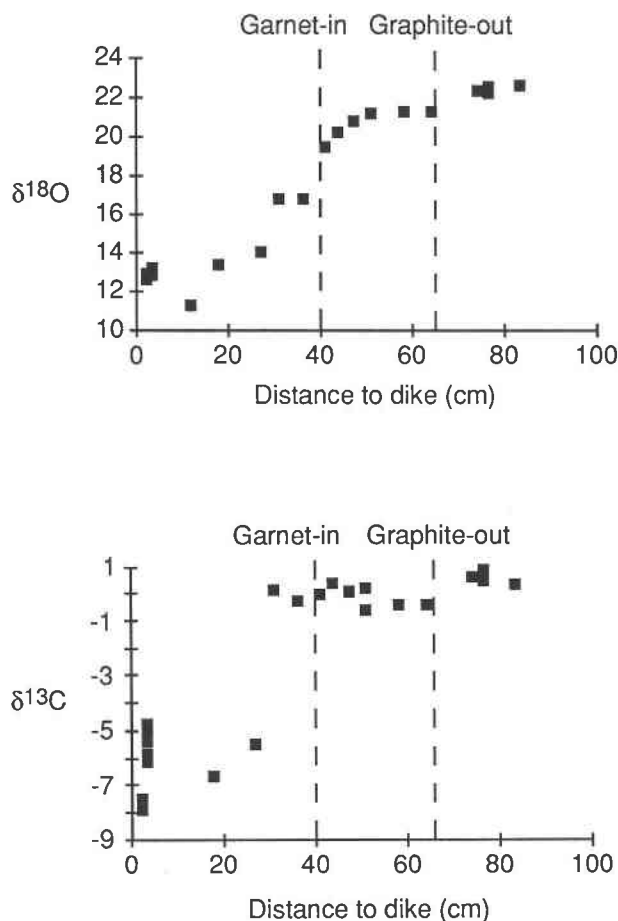 Garnet-in Graphite-out
24
22
20
18
16
14
12
10
δ¹⁸O
0 20 40 60 80 100
Distance to dike (cm)
Garnet-in Graphite-out
1
-1
-3
-5
-7
-9
δ¹³C
0 20 40 60 80 100
Distance to dike (cm)